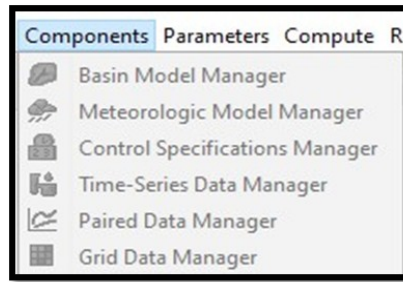 Components Parameters Compute R
Basin Model Manager
Meteorologic Model Manager
Control Specifications Manager
Time-Series Data Manager
Paired Data Manager
Grid Data Manager